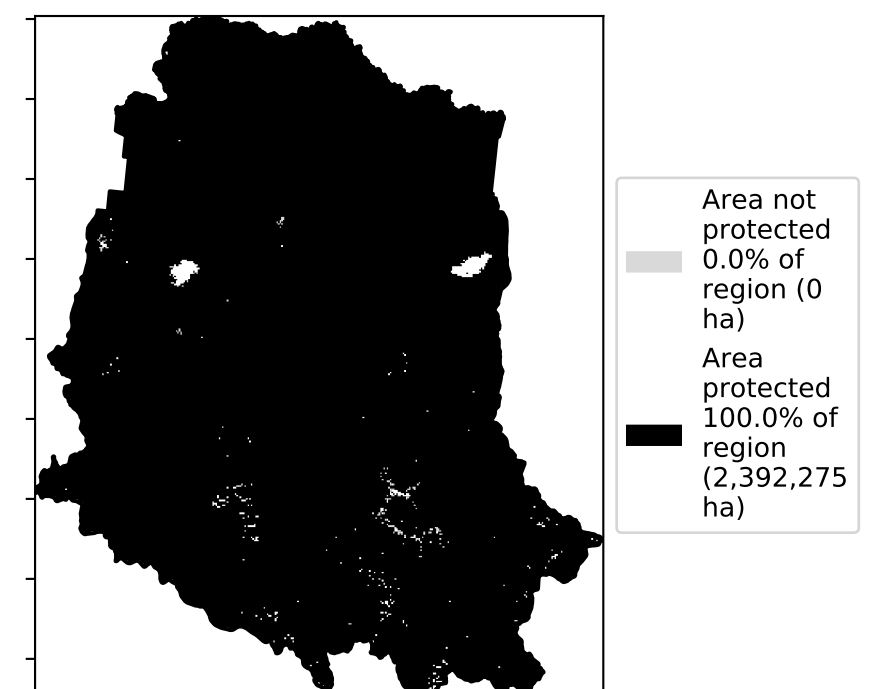 Area not
protected
0.0% of
region (0
ha)
Area
protected
100.0% of
region
(2,392,275
ha)